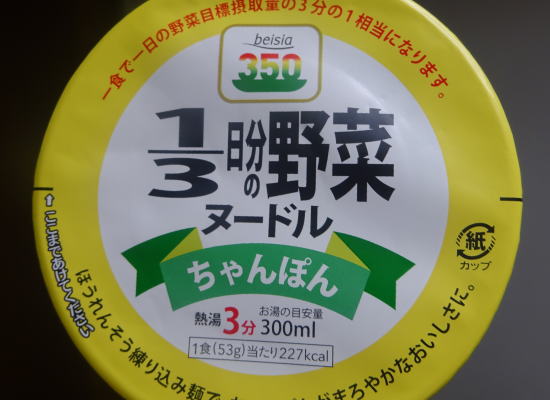 一食で一日の野菜目標摂取量の3分の1相当になります。
beisia
350
1/3日分の野菜
ヌードル
ちゃんぽん
熱湯3分
お湯の目安量
300ml
1食(53g)当たり227kcal
↑ここまであけてください
紙
カップ
ほうれんそう練り込み麺で、
がまろやかなおいしさに。